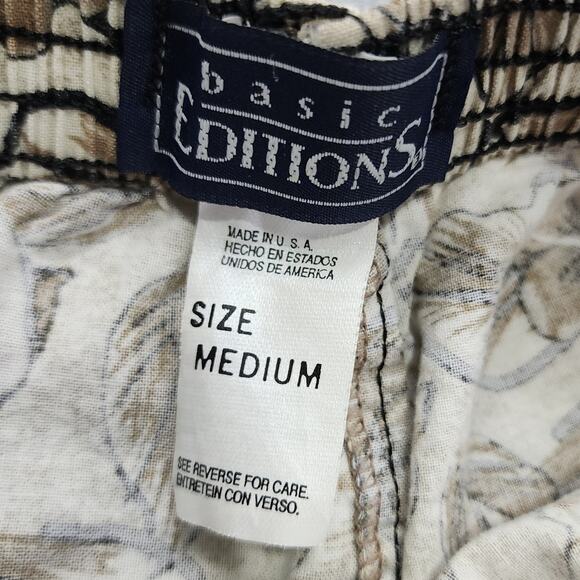 basic
EDITIONS
MADE IN U.S.A.
HECHO EN ESTADOS
UNIDOS DE AMERICA
SIZE
MEDIUM
SEE REVERSE FOR CARE.
ENTRETEIN CON VERSO.